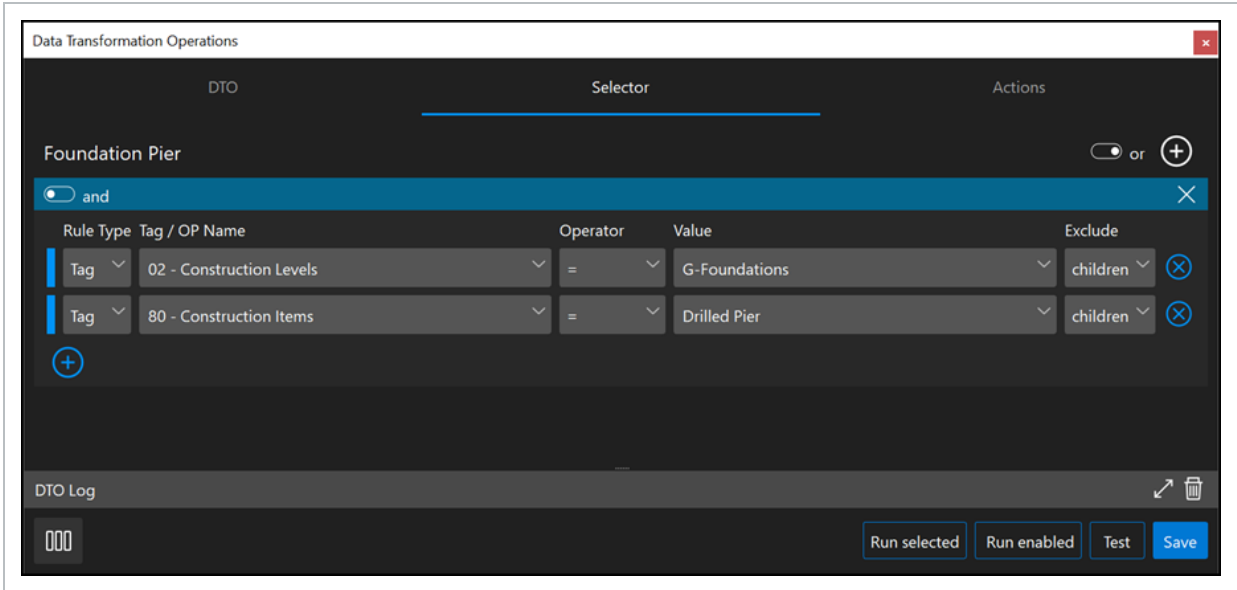 Data Transformation Operations
DTO Selector Actions
Foundation Pier or
and
Rule Type Tag / OP Name Operator Value Exclude
Tag 02 - Construction Levels = G-Foundations children
Tag 80 - Construction Items = Drilled Pier children
DTO Log
Run selected Run enabled Test Save